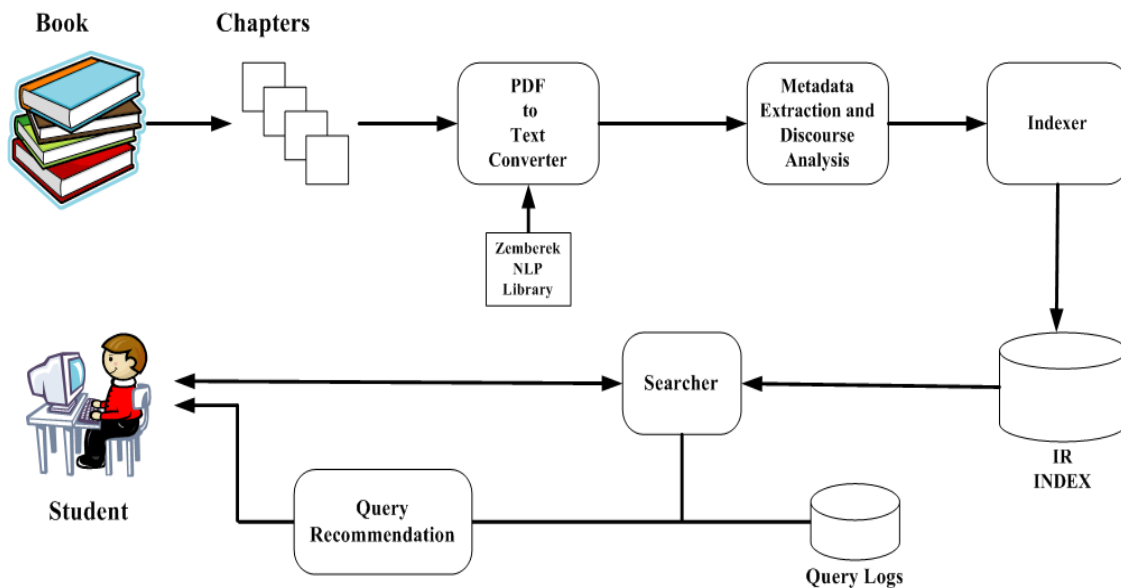 Book
Chapters
PDF
to
Text
Converter
Metadata
Extraction and
Discourse
Analysis
Indexer
Zemberek
NLP
Library
Searcher
IR
INDEX
Student
Query
Recommendation
Query Logs